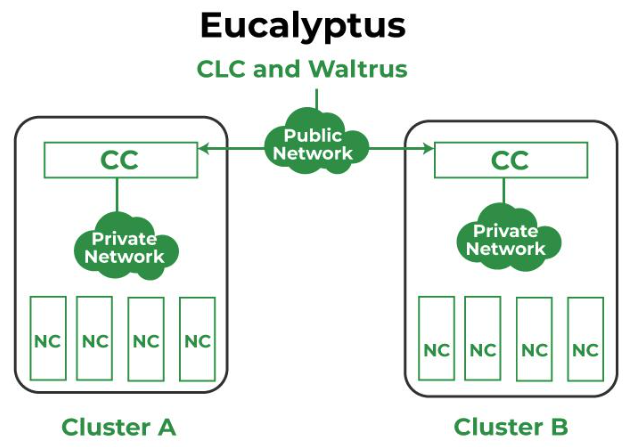 Eucalyptus
CLC and Waltrus
Public
Network
CC
CC
Private
Network
Private
Network
NC NC NC NC
NC NC NC NC
Cluster A
Cluster B